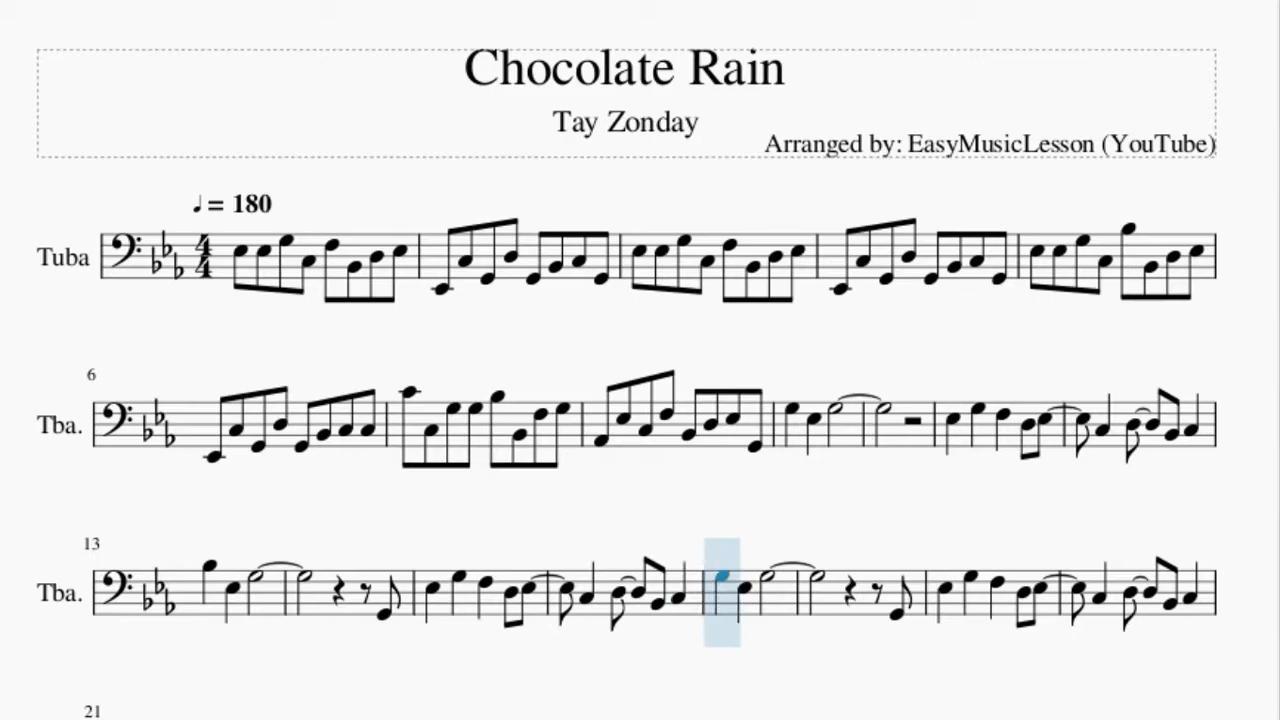 Chocolate Rain
Tay Zonday
Arranged by: EasyMusicLesson (YouTube)
♩ = 180
Tuba
4
4
6
Tba.
13
Tba.
21